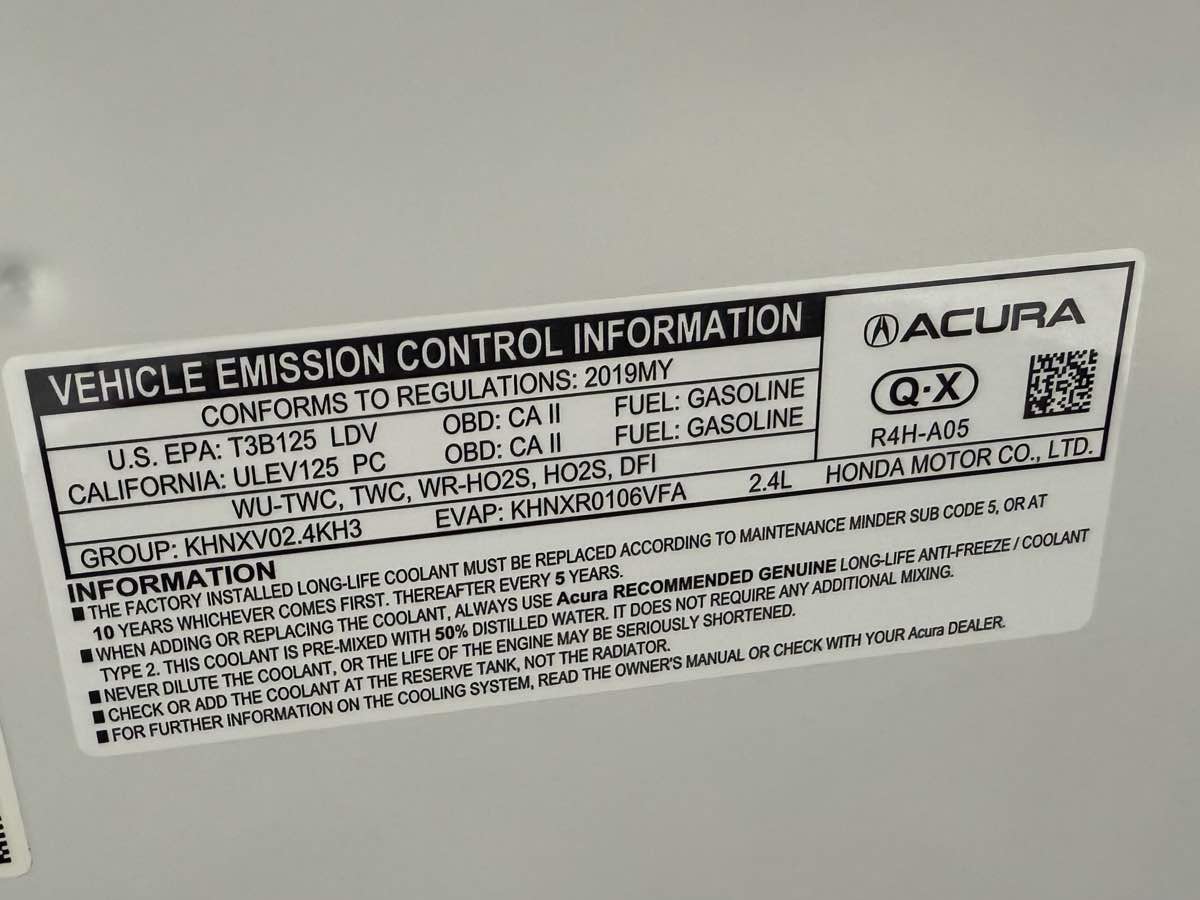 VEHICLE EMISSION CONTROL INFORMATION
CONFORMS TO REGULATIONS: 2019MY
U.S. EPA: T3B125 LDV OBD: CA II FUEL: GASOLINE
CALIFORNIA: ULEV125 PC OBD: CA II FUEL: GASOLINE
WU-TWC, TWC, WR-HO2S, HO2S, DFI
GROUP: KHNXV02.4KH3 EVAP: KHNXR0106VFA 2.4L HONDA MOTOR CO., LTD.
ACURA
Q·X
R4H-A05
INFORMATION
■ THE FACTORY INSTALLED LONG-LIFE COOLANT MUST BE REPLACED ACCORDING TO MAINTENANCE MINDER SUB CODE 5, OR AT
10 YEARS WHICHEVER COMES FIRST. THEREAFTER EVERY 5 YEARS.
■ WHEN ADDING OR REPLACING THE COOLANT, ALWAYS USE Acura RECOMMENDED GENUINE LONG-LIFE ANTI-FREEZE / COOLANT
TYPE 2. THIS COOLANT IS PRE-MIXED WITH 50% DISTILLED WATER. IT DOES NOT REQUIRE ANY ADDITIONAL MIXING.
■ NEVER DILUTE THE COOLANT, OR THE LIFE OF THE ENGINE MAY BE SERIOUSLY SHORTENED.
■ CHECK OR ADD THE COOLANT AT THE RESERVE TANK, NOT THE RADIATOR.
■ FOR FURTHER INFORMATION ON THE COOLING SYSTEM, READ THE OWNER'S MANUAL OR CHECK WITH YOUR Acura DEALER.